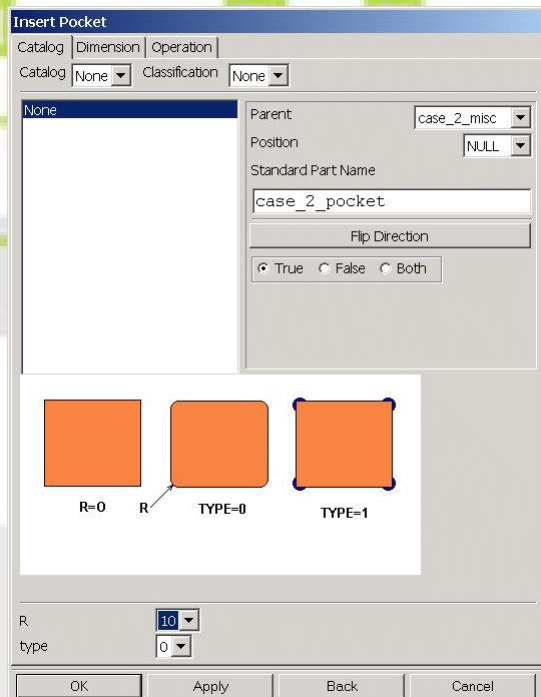 Insert Pocket
Catalog Dimension Operation
Catalog None Classification None
None
Parent case_2_misc
Position NULL
Standard Part Name
case_2_pocket
Flip Direction
True False Both
R=0 R TYPE=0 TYPE=1
R 10
type 0
OK Apply Back Cancel